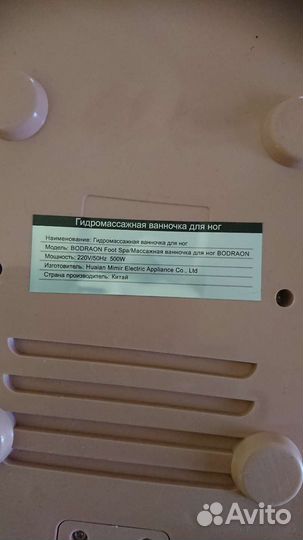 Гидромассажная ванночка для ног
Наименование: Гидромассажная ванночка для ног
Модель: BODRAON Foot Spa/Массажная ванночка для ног BODRAON
Мощность: 220V/50Hz 500W
Изготовитель: Huaian Mimir Electric Appliance Co., Ltd
Страна производитель: Китай
Avito